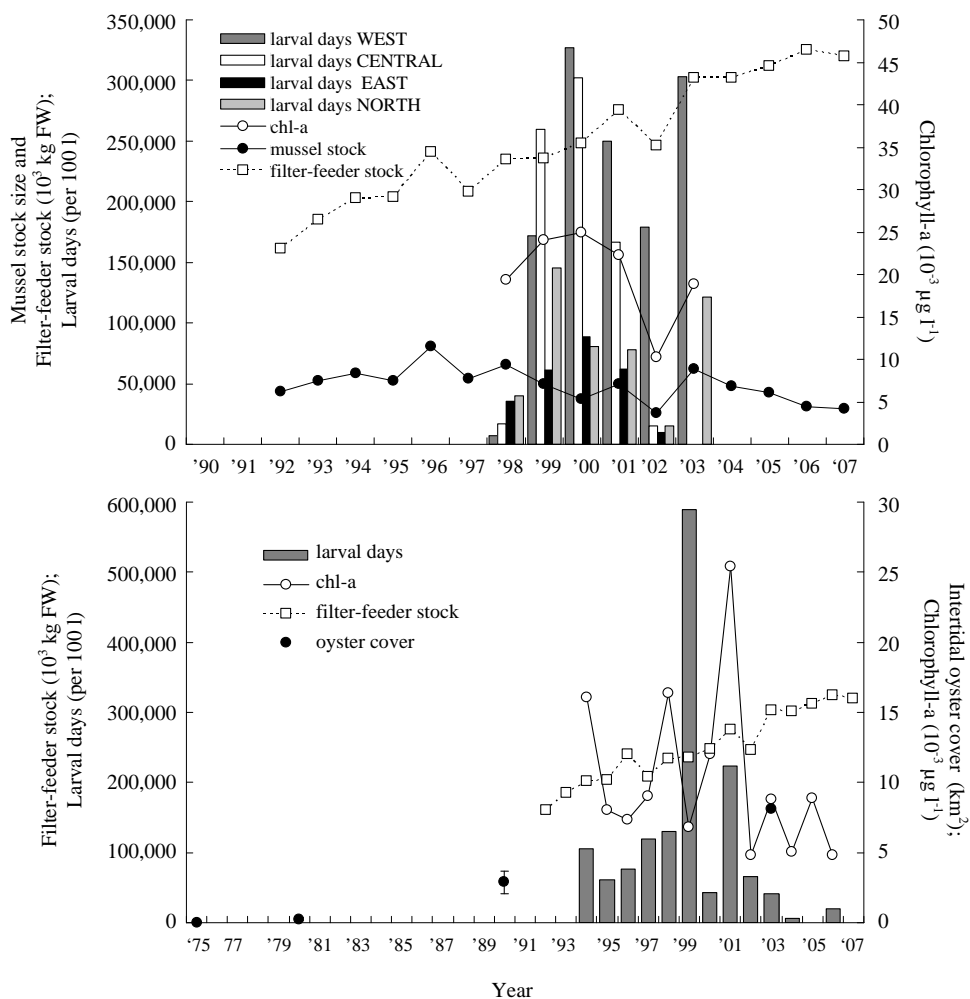 350,000
300,000
250,000
200,000
150,000
100,000
50,000
0
Mussel stock size and
Filter-feeder stock (10³ kg FW);
Larval days (per 100 l)
larval days WEST
larval days CENTRAL
larval days EAST
larval days NORTH
chl-a
mussel stock
filter-feeder stock
50
45
40
35
30
25
20
15
10
5
0
Chlorophyll-a (10⁻³ µg l⁻¹)
'90 '91 '92 '93 '94 '95 '96 '97 '98 '99 '00 '01 '02 '03 '04 '05 '06 '07
600,000
500,000
400,000
300,000
200,000
100,000
0
Filter-feeder stock (10³ kg FW);
Larval days (per 100 l)
larval days
chl-a
filter-feeder stock
oyster cover
30
25
20
15
10
5
0
Intertidal oyster cover (km²);
Chlorophyll-a (10⁻³ µg l⁻¹)
'75 '77 '79 '81 '83 '85 '87 '89 '91 '93 '95 '97 '99 '01 '03 '05 '07
Year